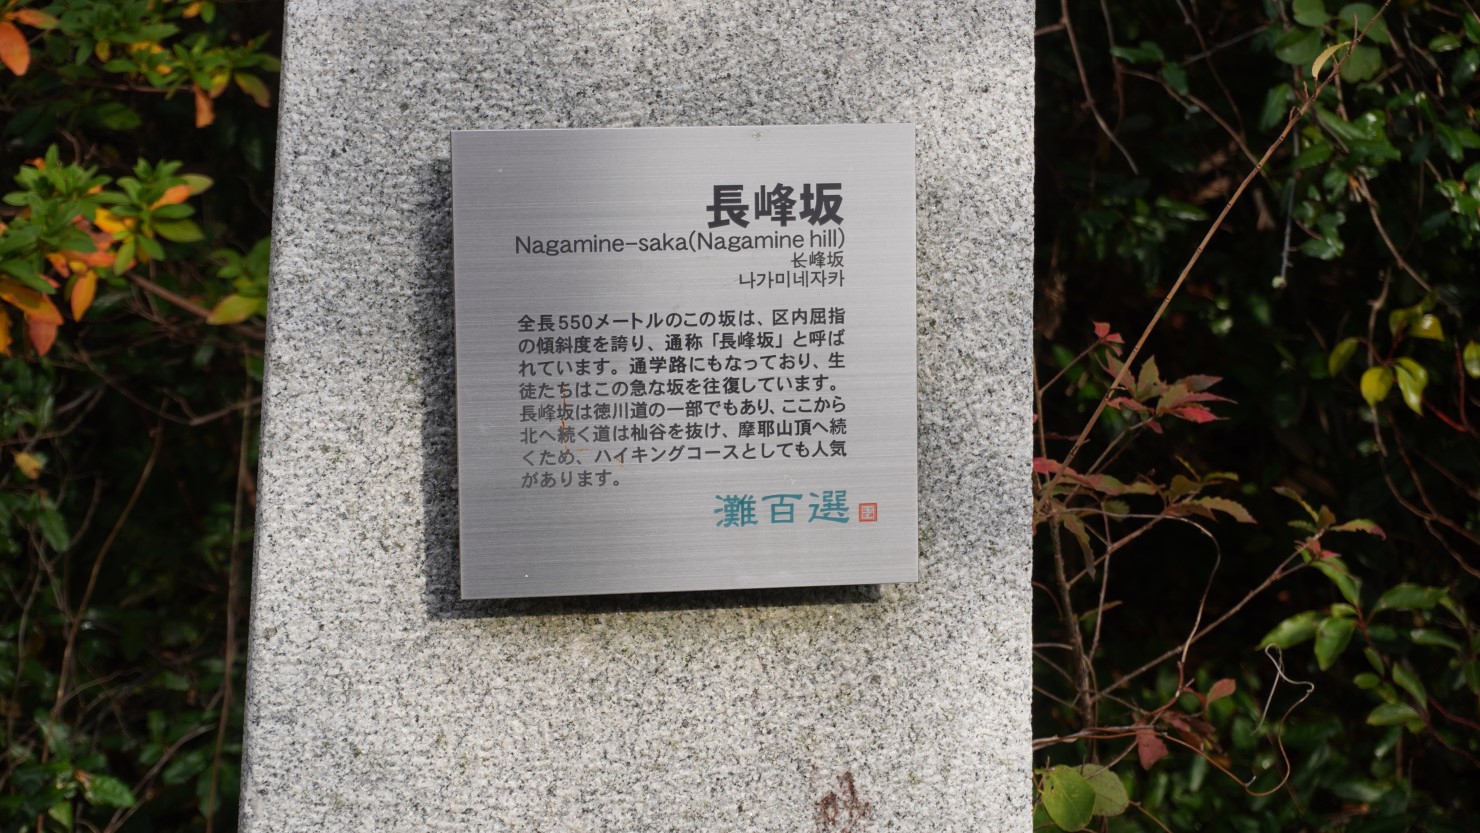 長峰坂
Nagamine-saka(Nagamine hill)
长峰坂
나가미네자카
全長550メートルのこの坂は、区内屈指
の傾斜度を誇り、通称「長峰坂」と呼ば
れています。通学路にもなっており、生
徒たちはこの急な坂を往復しています。
長峰坂は徳川道の一部でもあり、ここから
北へ続く道は杣谷を抜け、摩耶山頂へ続
くため、ハイキングコースとしても人気
があります。
灘百選